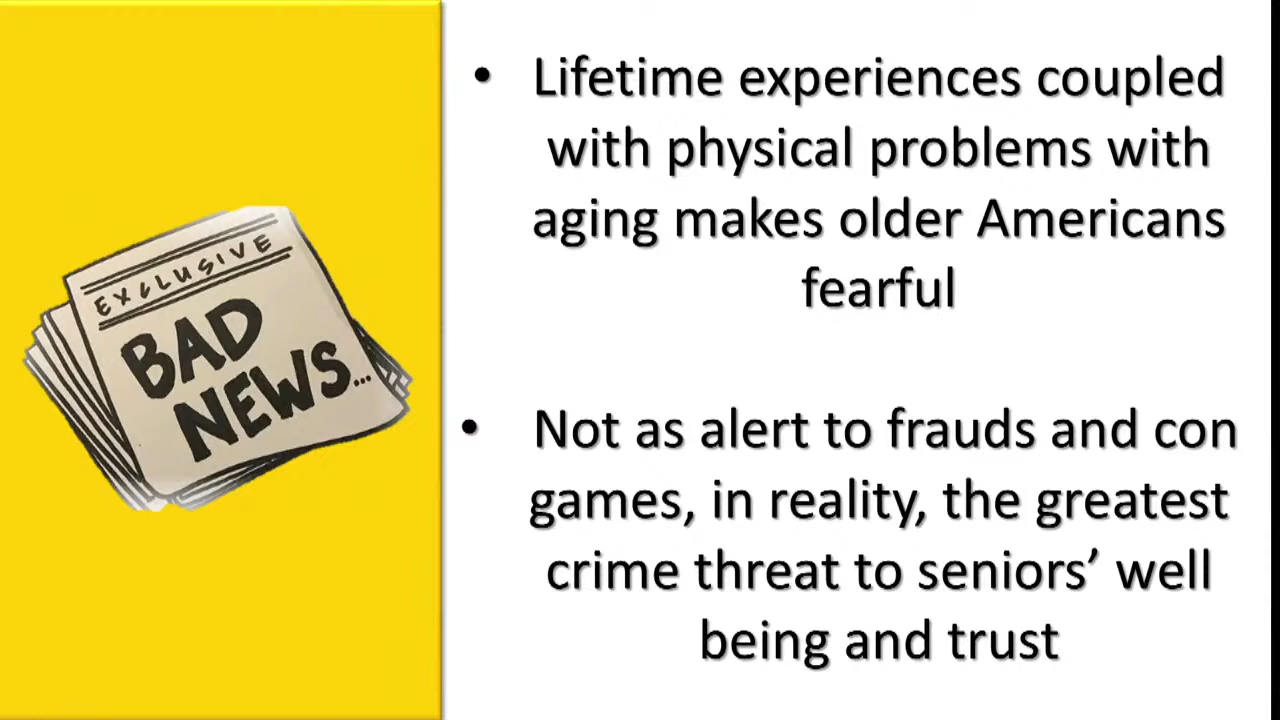 EXCLUSIVE
BAD
NEWS...
• Lifetime experiences coupled
with physical problems with
aging makes older Americans
fearful
• Not as alert to frauds and con
games, in reality, the greatest
crime threat to seniors’ well
being and trust